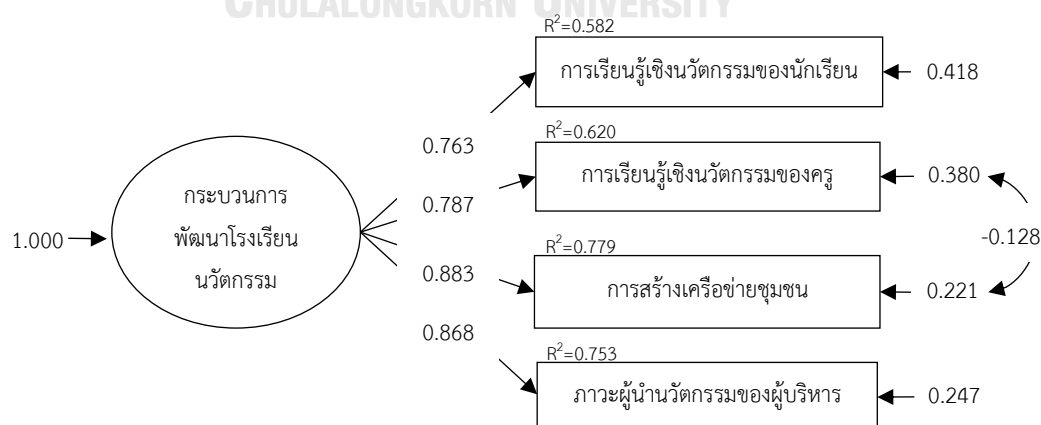 CHULALONGKORN UNIVERSITY
R²=0.582
การเรียนรู้เชิงนวัตกรรมของนักเรียน
0.418
0.763
R²=0.620
การเรียนรู้เชิงนวัตกรรมของครู
0.380
0.787
กระบวนการ
พัฒนาโรงเรียน
นวัตกรรม
1.000
-0.128
R²=0.779
การสร้างเครือข่ายชุมชน
0.221
0.883
0.868
R²=0.753
ภาวะผู้นำนวัตกรรมของผู้บริหาร
0.247